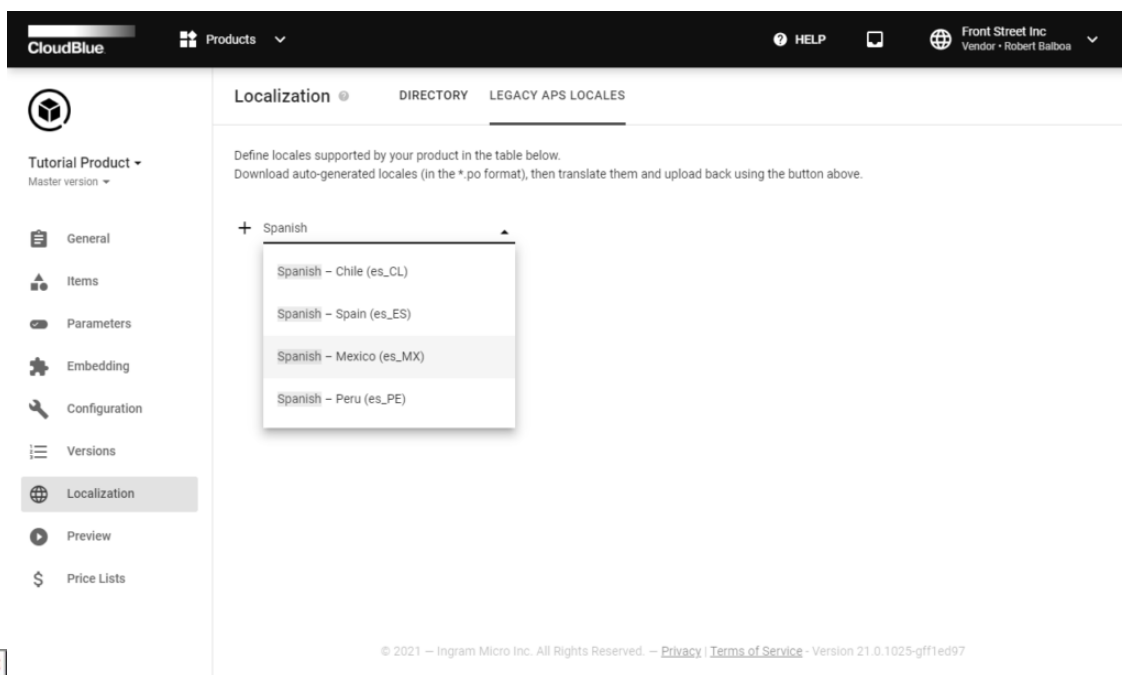 CloudBlue
Products
HELP
Front Street Inc
Vendor • Robert Balboa
Tutorial Product
Master version
General
Items
Parameters
Embedding
Configuration
Versions
Localization
Preview
Price Lists
Localization
DIRECTORY
LEGACY APS LOCALES
Define locales supported by your product in the table below.
Download auto-generated locales (in the *.po format), then translate them and upload back using the button above.
Spanish
Spanish – Chile (es_CL)
Spanish – Spain (es_ES)
Spanish – Mexico (es_MX)
Spanish – Peru (es_PE)
© 2021 – Ingram Micro Inc. All Rights Reserved. – Privacy | Terms of Service - Version 21.0.1025-gff1ed97